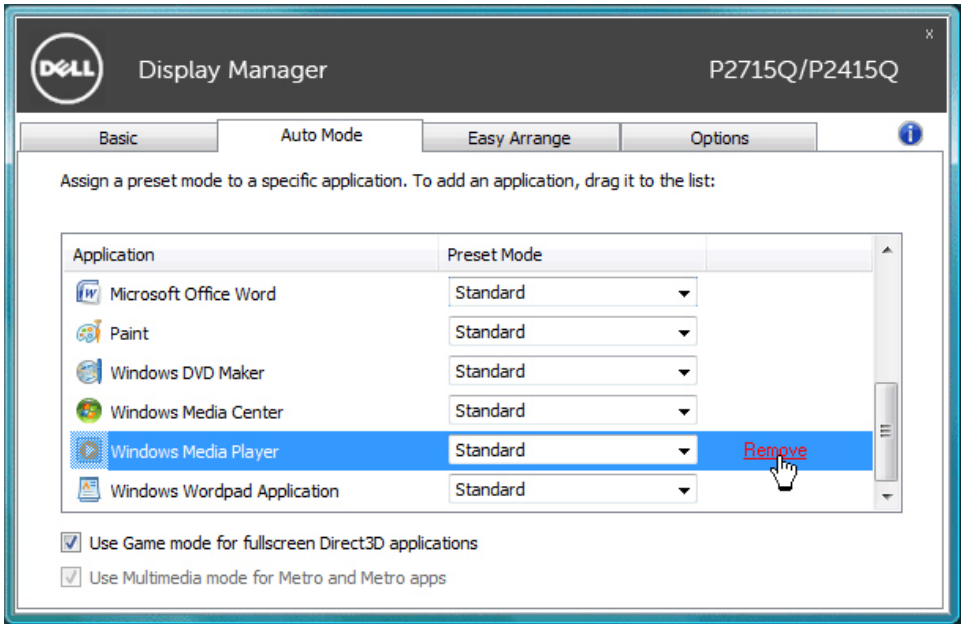 x
DELL
Display Manager
P2715Q/P2415Q
Basic
Auto Mode
Easy Arrange
Options
i
Assign a preset mode to a specific application. To add an application, drag it to the list:
Application
Preset Mode
W
Microsoft Office Word
Standard
Paint
Standard
Windows DVD Maker
Standard
Windows Media Center
Standard
Windows Media Player
Standard
Remove
Windows Wordpad Application
Standard
Use Game mode for fullscreen Direct3D applications
Use Multimedia mode for Metro and Metro apps